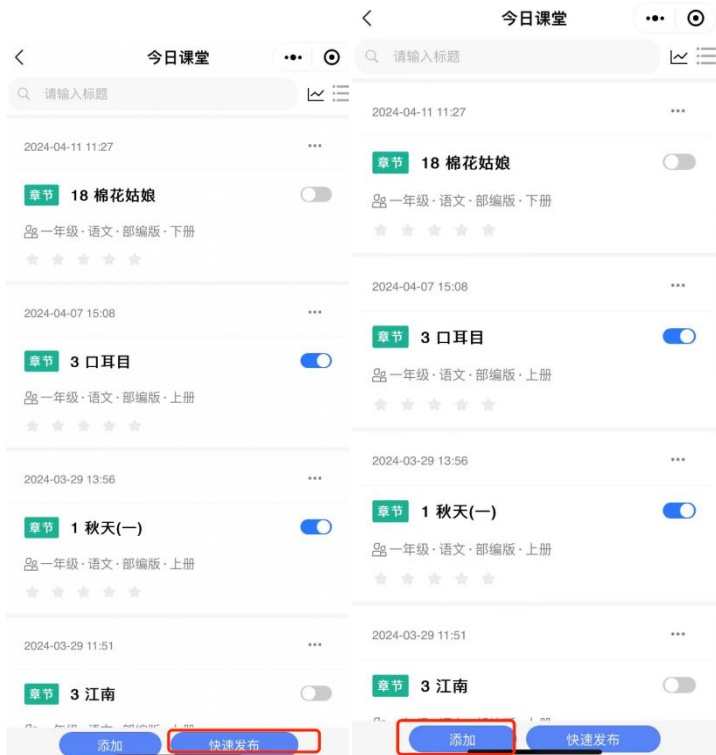 今日课堂
请输入标题
2024-04-11 11:27
章节 18 棉花姑娘
一年级·语文·部编版·下册
2024-04-07 15:08
章节 3 口耳目
一年级·语文·部编版·上册
2024-03-29 13:56
章节 1 秋天(一)
一年级·语文·部编版·上册
2024-03-29 11:51
章节 3 江南
添加 快速发布
今日课堂
请输入标题
2024-04-11 11:27
章节 18 棉花姑娘
一年级·语文·部编版·下册
2024-04-07 15:08
章节 3 口耳目
一年级·语文·部编版·上册
2024-03-29 13:56
章节 1 秋天(一)
一年级·语文·部编版·上册
2024-03-29 11:51
章节 3 江南
添加 快速发布